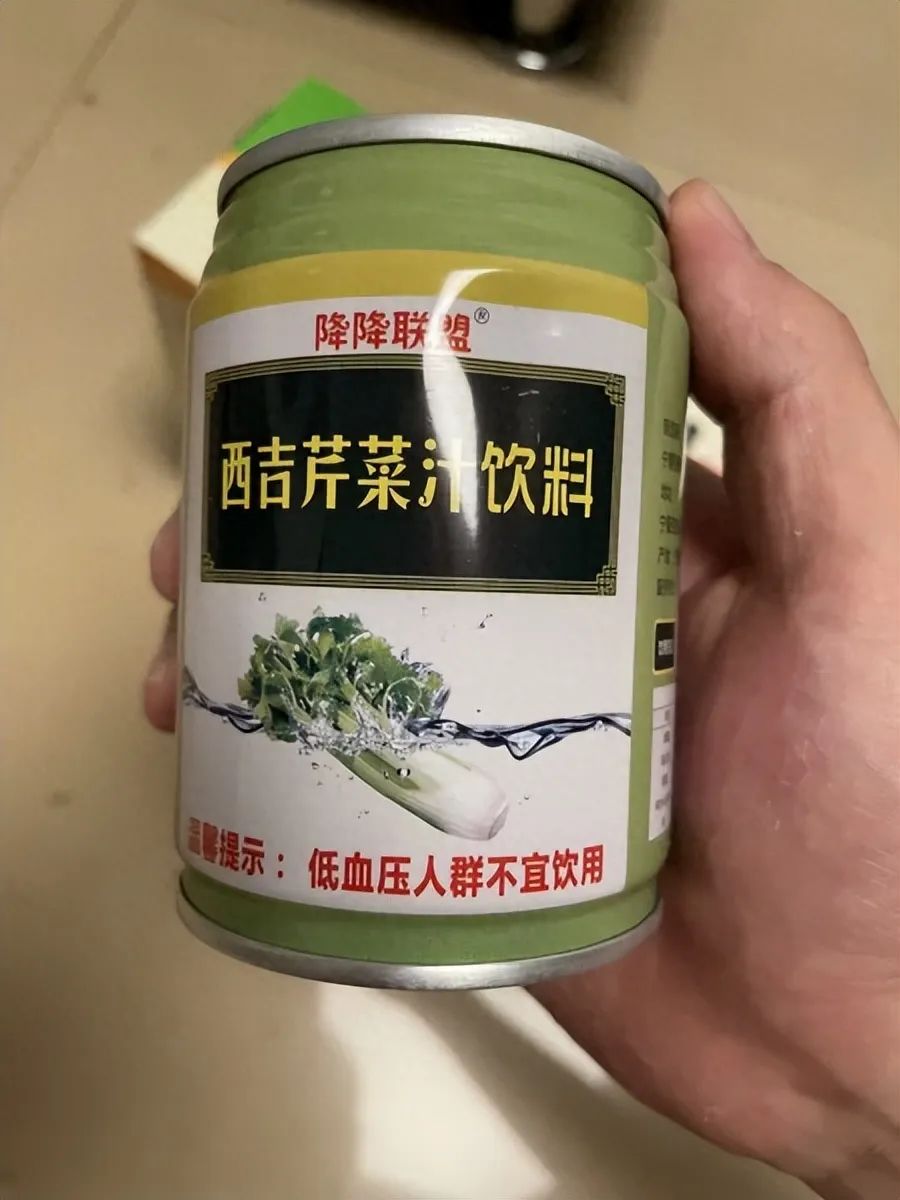 降降联盟®
西吉芹菜汁饮料
温馨提示：低血压人群不宜饮用